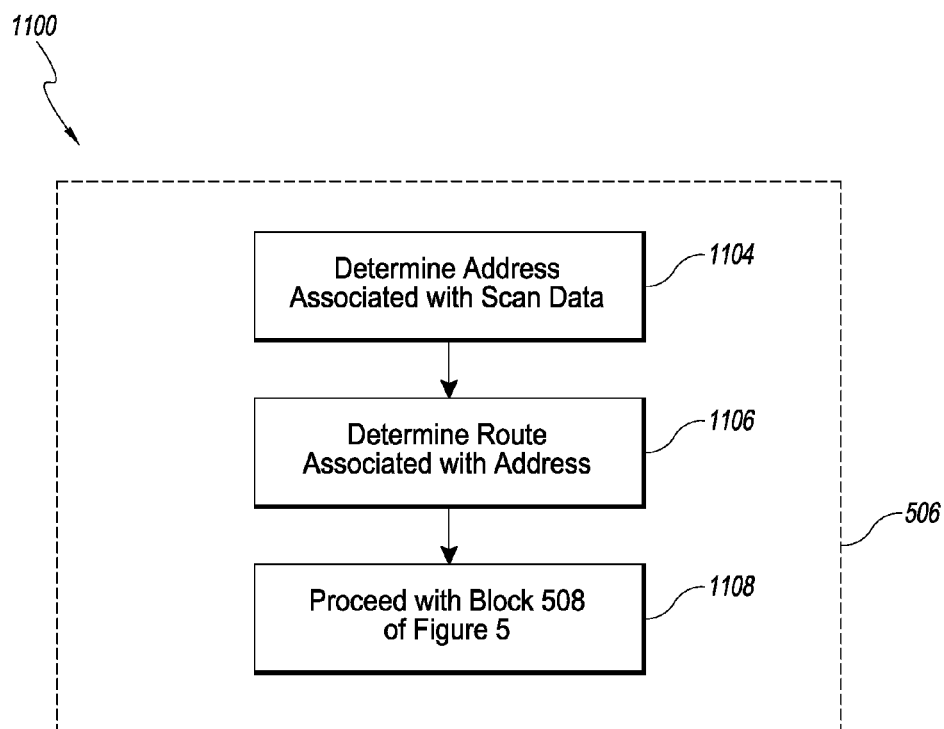 1100
Determine Address
Associated with Scan Data
1104
Determine Route
Associated with Address
1106
506
Proceed with Block 508
of Figure 5
1108